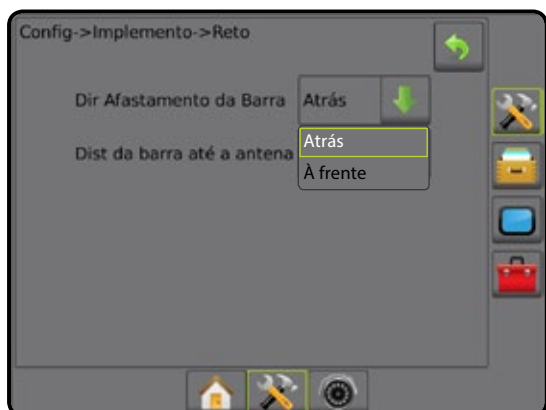 Config->Implemento->Reto
Dir Afastamento da Barra Atrás
Atrás
Dist da barra até a antena
À frente